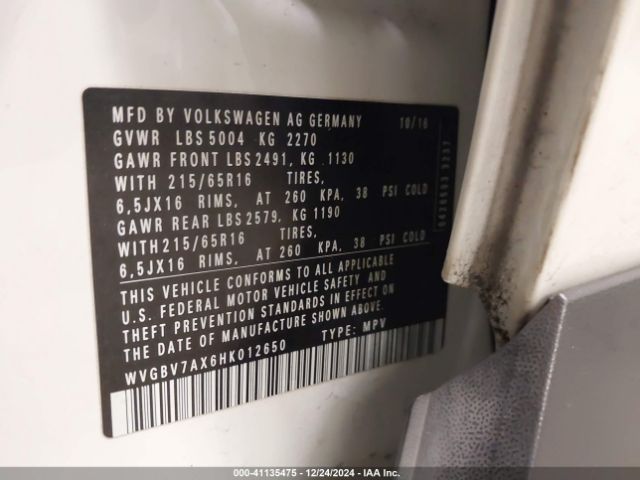 MFD BY VOLKSWAGEN AG GERMANY 10/16
GVWR LBS 5004 KG 2270
GAWR FRONT LBS 2491, KG 1130
WITH 215/65R16 TIRES,
6,5JX16 RIMS, AT 260 KPA, 38 PSI COLD
GAWR REAR LBS 2579, KG 1190
WITH 215/65R16 TIRES,
6,5JX16 RIMS, AT 260 KPA, 38 PSI COLD
THIS VEHICLE CONFORMS TO ALL APPLICABLE
U.S. FEDERAL MOTOR VEHICLE SAFETY AND
THEFT PREVENTION STANDARDS IN EFFECT ON
THE DATE OF MANUFACTURE SHOWN ABOVE.
WVGBV7AX6HK012650 TYPE: MPV
000-41135475 - 12/24/2024 - IAA Inc.